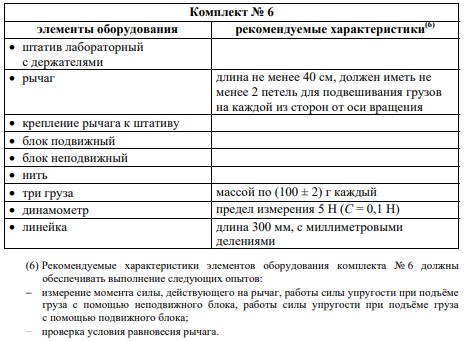 Комплект № 6
элементы оборудования рекомендуемые характеристики(6)
• штатив лабораторный
с держателями
• рычаг длина не менее 40 см, должен иметь не
менее 2 петель для подвешивания грузов
на каждой из сторон от оси вращения
• крепление рычага к штативу
• блок подвижный
• блок неподвижный
• нить
• три груза массой по (100 ± 2) г каждый
• динамометр предел измерения 5 Н (C = 0,1 Н)
• линейка длина 300 мм, с миллиметровыми
делениями
(6) Рекомендуемые характеристики элементов оборудования комплекта № 6 должны
обеспечивать выполнение следующих опытов:
– измерение момента силы, действующего на рычаг, работы силы упругости при подъёме
груза с помощью неподвижного блока, работы силы упругости при подъёме груза
с помощью подвижного блока;
– проверка условия равновесия рычага.